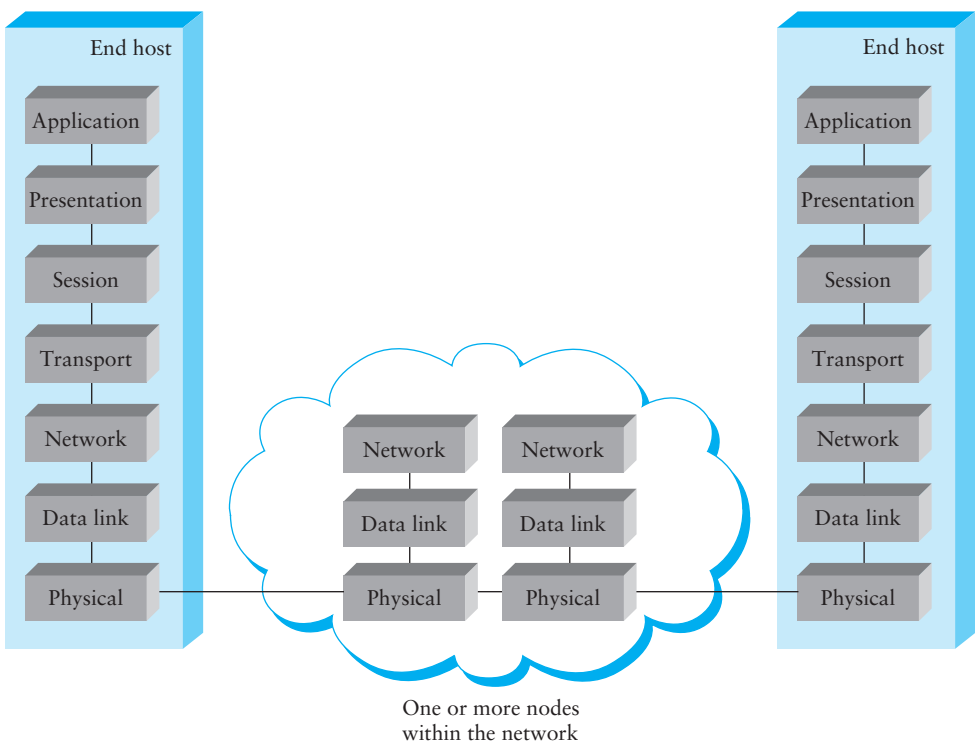 End host
Application
Presentation
Session
Transport
Network
Data link
Physical
Network
Data link
Physical
Network
Data link
Physical
One or more nodes
within the network
End host
Application
Presentation
Session
Transport
Network
Data link
Physical